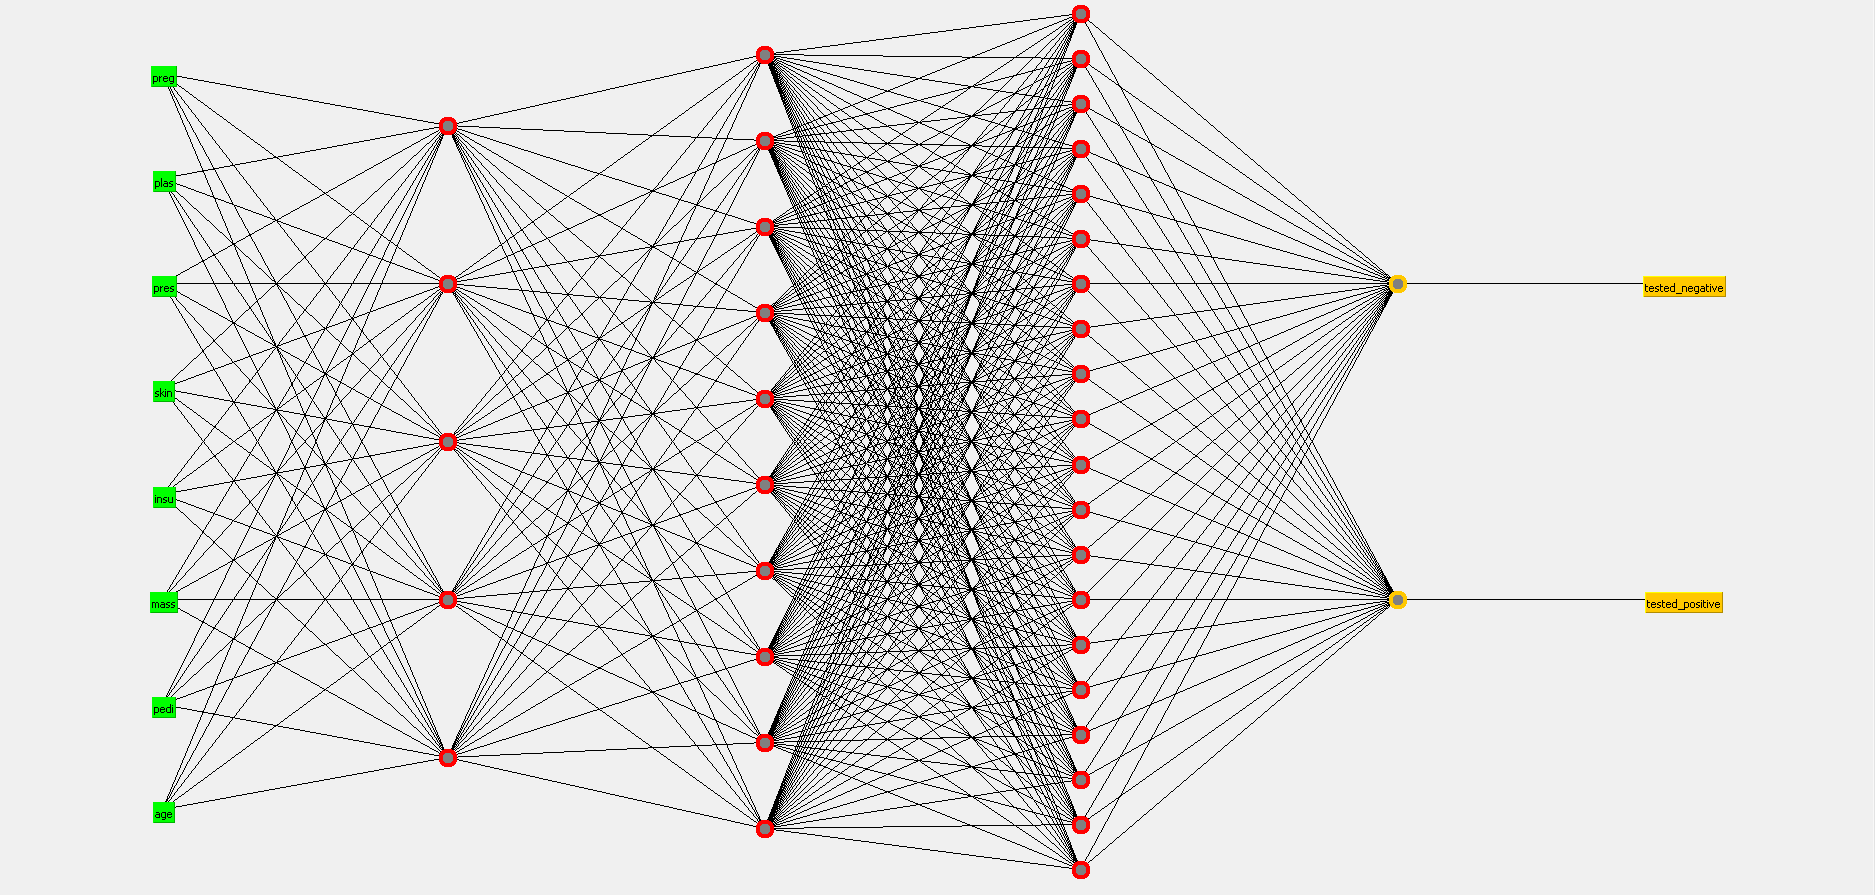 preg
plas
pres
skin
insu
mass
pedi
age
tested_negative
tested_positive